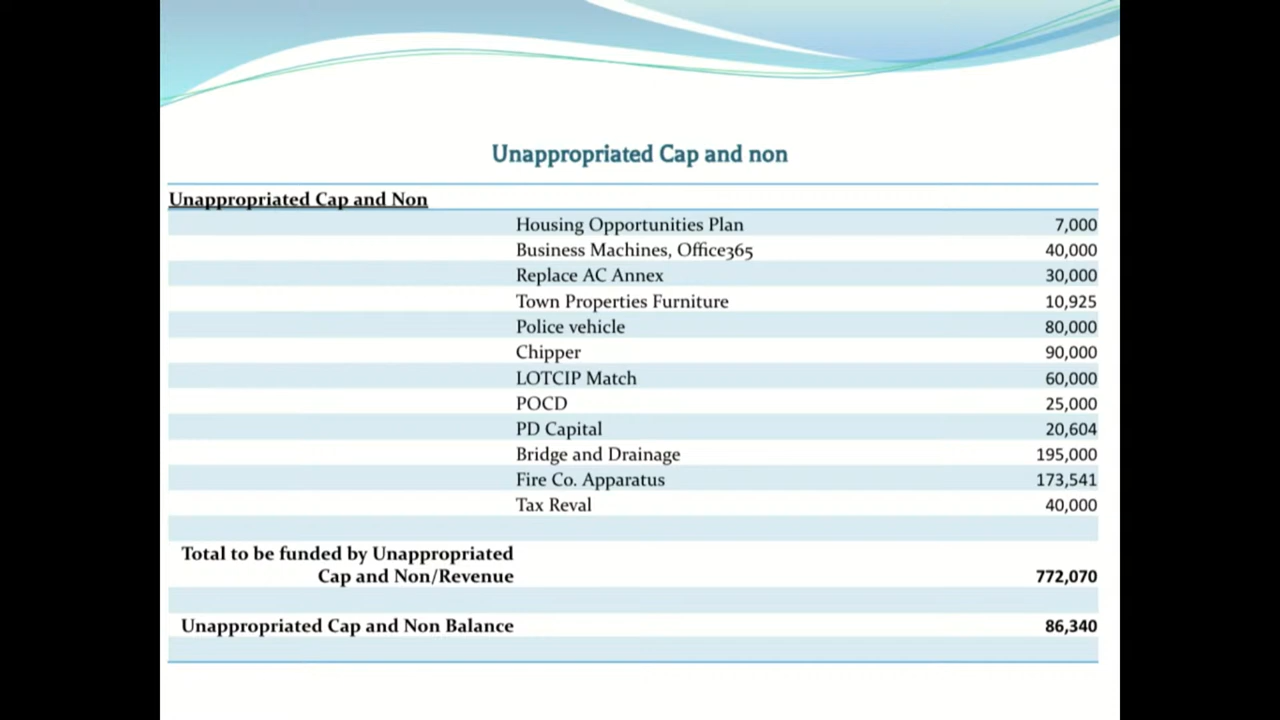 Unappropriated Cap and non
Unappropriated Cap and Non
Housing Opportunities Plan 7,000
Business Machines, Office365 40,000
Replace AC Annex 30,000
Town Properties Furniture 10,925
Police vehicle 80,000
Chipper 90,000
LOTCIP Match 60,000
POCD 25,000
PD Capital 20,604
Bridge and Drainage 195,000
Fire Co. Apparatus 173,541
Tax Reval 40,000
Total to be funded by Unappropriated
Cap and Non/Revenue 772,070
Unappropriated Cap and Non Balance 86,340